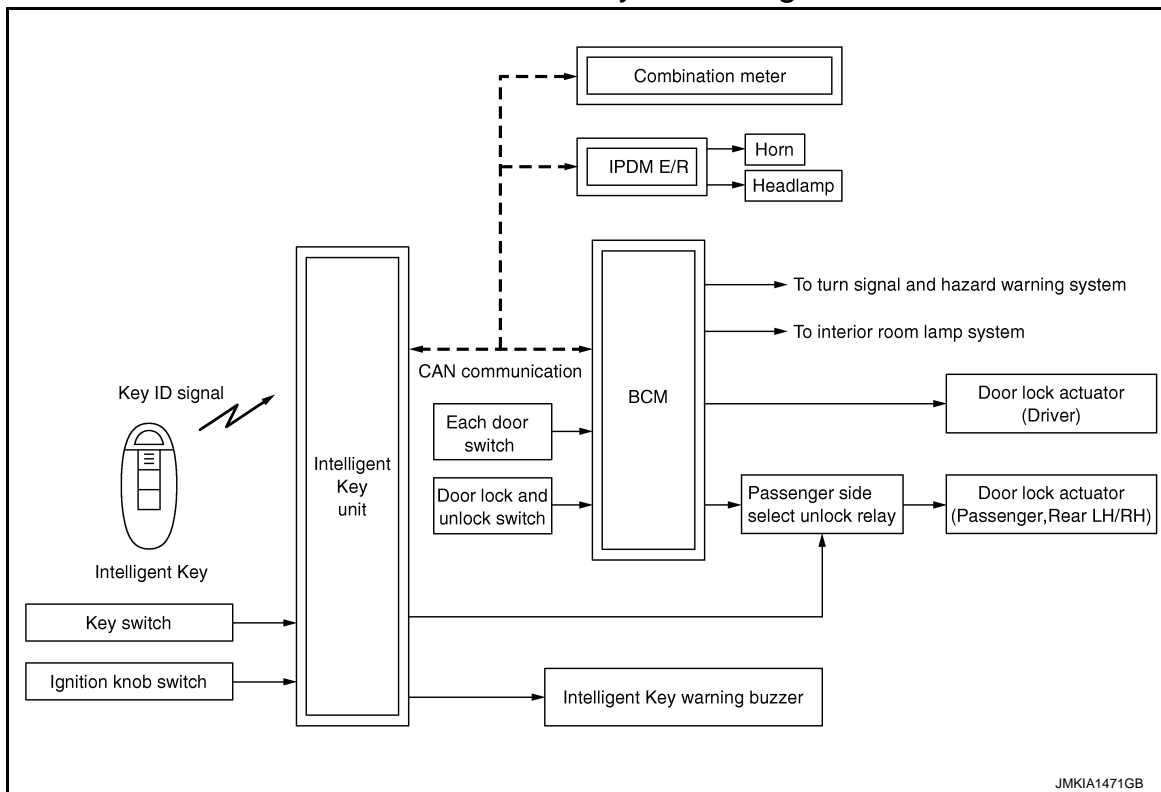 Combination meter
IPDM E/R
Horn
Headlamp
To turn signal and hazard warning system
To interior room lamp system
CAN communication
Key ID signal
BCM
Door lock actuator
(Driver)
Each door
switch
Intelligent
Key
unit
Door lock and
unlock switch
Passenger side
select unlock relay
Door lock actuator
(Passenger,Rear LH/RH)
Intelligent Key
Key switch
Ignition knob switch
Intelligent Key warning buzzer
JMKIA1471GB